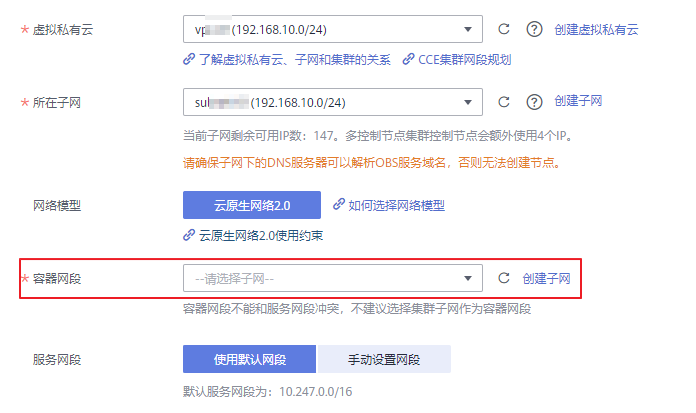 * 虚拟私有云 vp (192.168.10.0/24) 创建虚拟私有云
了解虚拟私有云、子网和集群的关系 CCE集群网段规划
* 所在子网 sul (192.168.10.0/24) 创建子网
当前子网剩余可用IP数：147。多控制节点集群控制节点会额外使用4个IP。
请确保子网下的DNS服务器可以解析OBS服务域名，否则无法创建节点。
网络模型 云原生网络2.0 如何选择网络模型
云原生网络2.0使用约束
* 容器网段 --请选择子网-- 创建子网
容器网段不能和服务网段冲突，不建议选择集群子网作为容器网段
服务网段 使用默认网段 手动设置网段
默认服务网段为：10.247.0.0/16